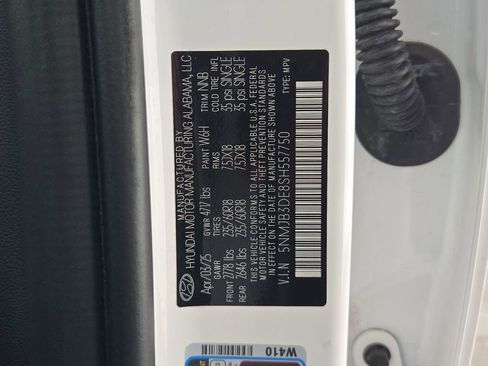 MANUFACTURED BY
HYUNDAI MOTOR MANUFACTURING ALABAMA, LLC
Apr/03/25 GVWR 4717 lbs PAINT W6H TRIM NNB
GAWR TIRES RIMS COLD TIRE INFL
FRONT 2778 lbs 235/60R18 7.5JX18 35 psi SINGLE
REAR 2646 lbs 235/60R18 7.5JX18 35 psi SINGLE
THIS VEHICLE CONFORMS TO ALL APPLICABLE U.S.A. FEDERAL
MOTOR VEHICLE SAFETY, BUMPER, AND THEFT PREVENTION STANDARDS
IN EFFECT ON THE DATE OF MANUFACTURE SHOWN ABOVE.
V.I.N 5NMJB3DE8SH557750 TYPE: MPV
W410